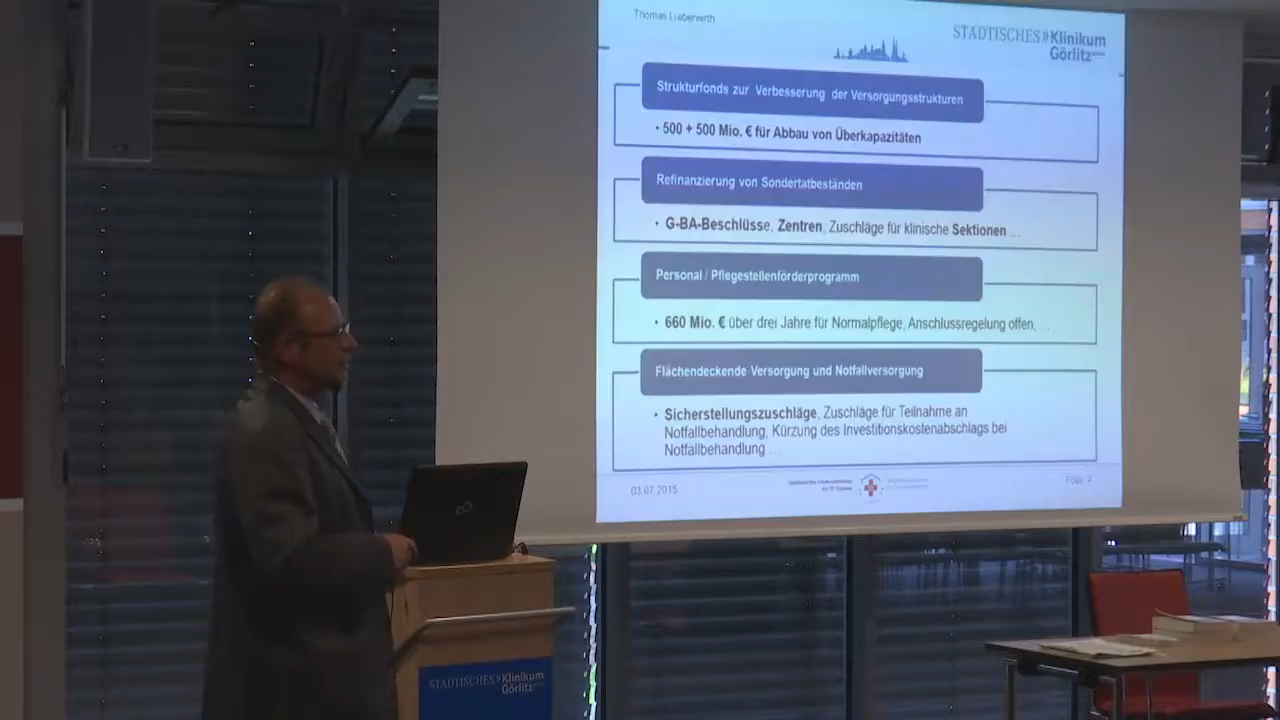 Thomas Lieberwirth
STÄDTISCHES Klinikum
Görlitz
Strukturfonds zur Verbesserung der Versorgungsstrukturen
• 500 + 500 Mio. € für Abbau von Überkapazitäten
Refinanzierung von Sondertatbeständen
• G-BA-Beschlüsse, Zentren, Zuschläge für klinische Sektionen ...
Personal / Pflegestellenförderprogramm
• 660 Mio. € über drei Jahre für Normalpflege, Anschlussregelung offen, ...
Flächendeckende Versorgung und Notfallversorgung
• Sicherstellungszuschläge, Zuschläge für Teilnahme an
Notfallbehandlung, Kürzung des Investitionskostenabschlags bei
Notfallbehandlung ...
03.07.2015
Folie 4
STÄDTISCHES Klinikum
Görlitz